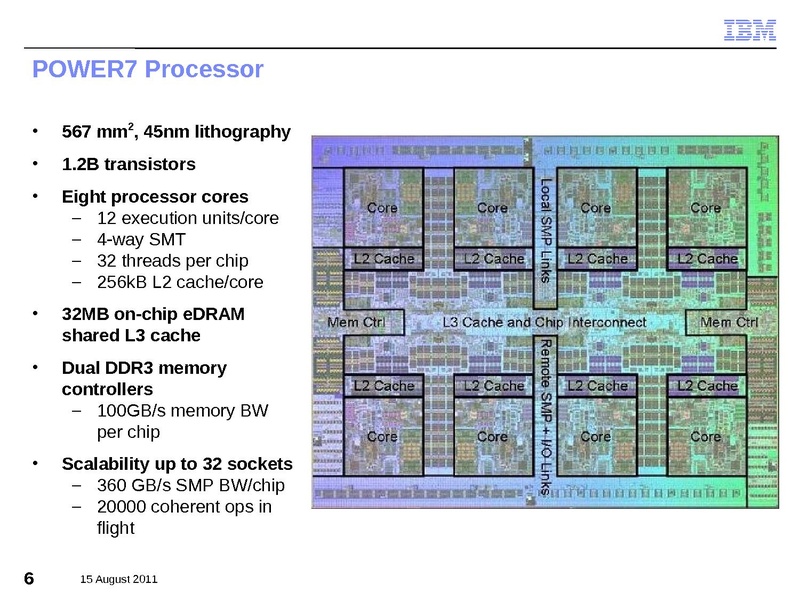 IBM
POWER7 Processor
• 567 mm², 45nm lithography
• 1.2B transistors
• Eight processor cores
– 12 execution units/core
– 4-way SMT
– 32 threads per chip
– 256kB L2 cache/core
• 32MB on-chip eDRAM
shared L3 cache
• Dual DDR3 memory
controllers
– 100GB/s memory BW
per chip
• Scalability up to 32 sockets
– 360 GB/s SMP BW/chip
– 20000 coherent ops in
flight
Core Core Core Core
Local SMP Links
L2 Cache L2 Cache L2 Cache L2 Cache
Mem Ctrl L3 Cache and Chip Interconnect Mem Ctrl
Remote SMP + I/O Links
L2 Cache L2 Cache L2 Cache L2 Cache
Core Core Core Core
6 15 August 2011